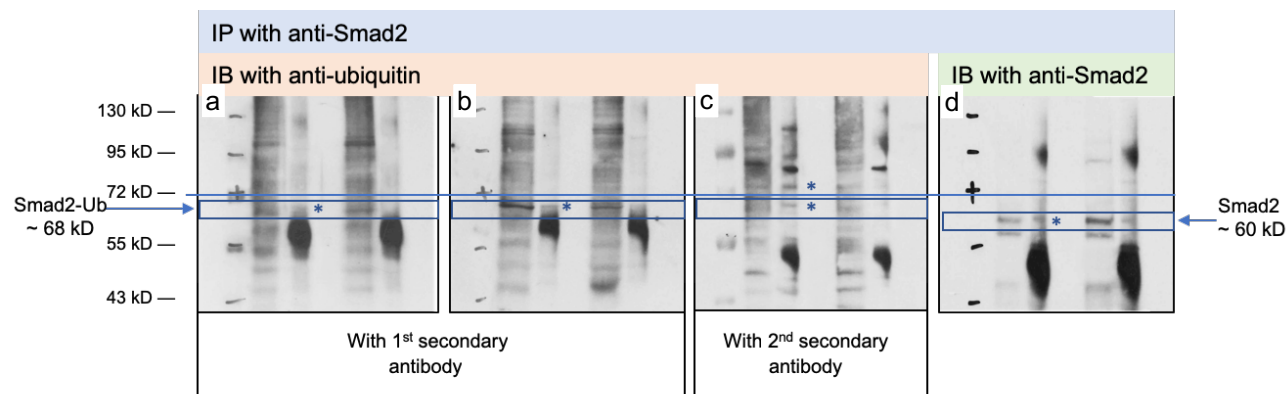 IP with anti-Smad2
IB with anti-ubiquitin
IB with anti-Smad2
a
b
c
d
130 kD —
95 kD —
72 kD —
55 kD —
43 kD —
Smad2-Ub
~ 68 kD
*
*
*
*
*
Smad2
~ 60 kD
With 1st secondary
antibody
With 2nd secondary
antibody